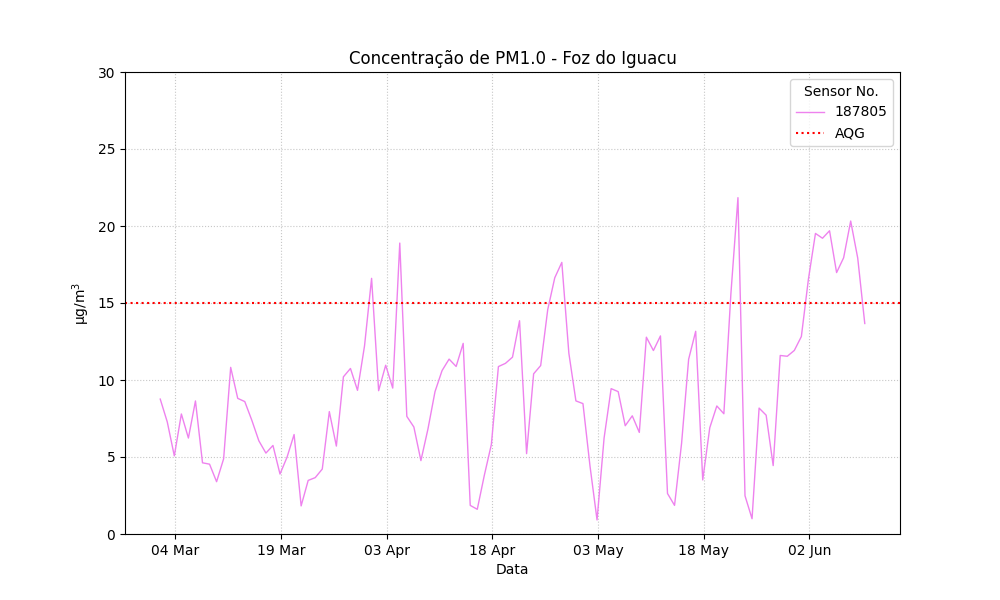 Concentração de PM1.0 - Foz do Iguacu
30
25
20
15
10
5
0
µg/m³
Sensor No.
187805
AQG
04 Mar
19 Mar
03 Apr
18 Apr
03 May
18 May
02 Jun
Data